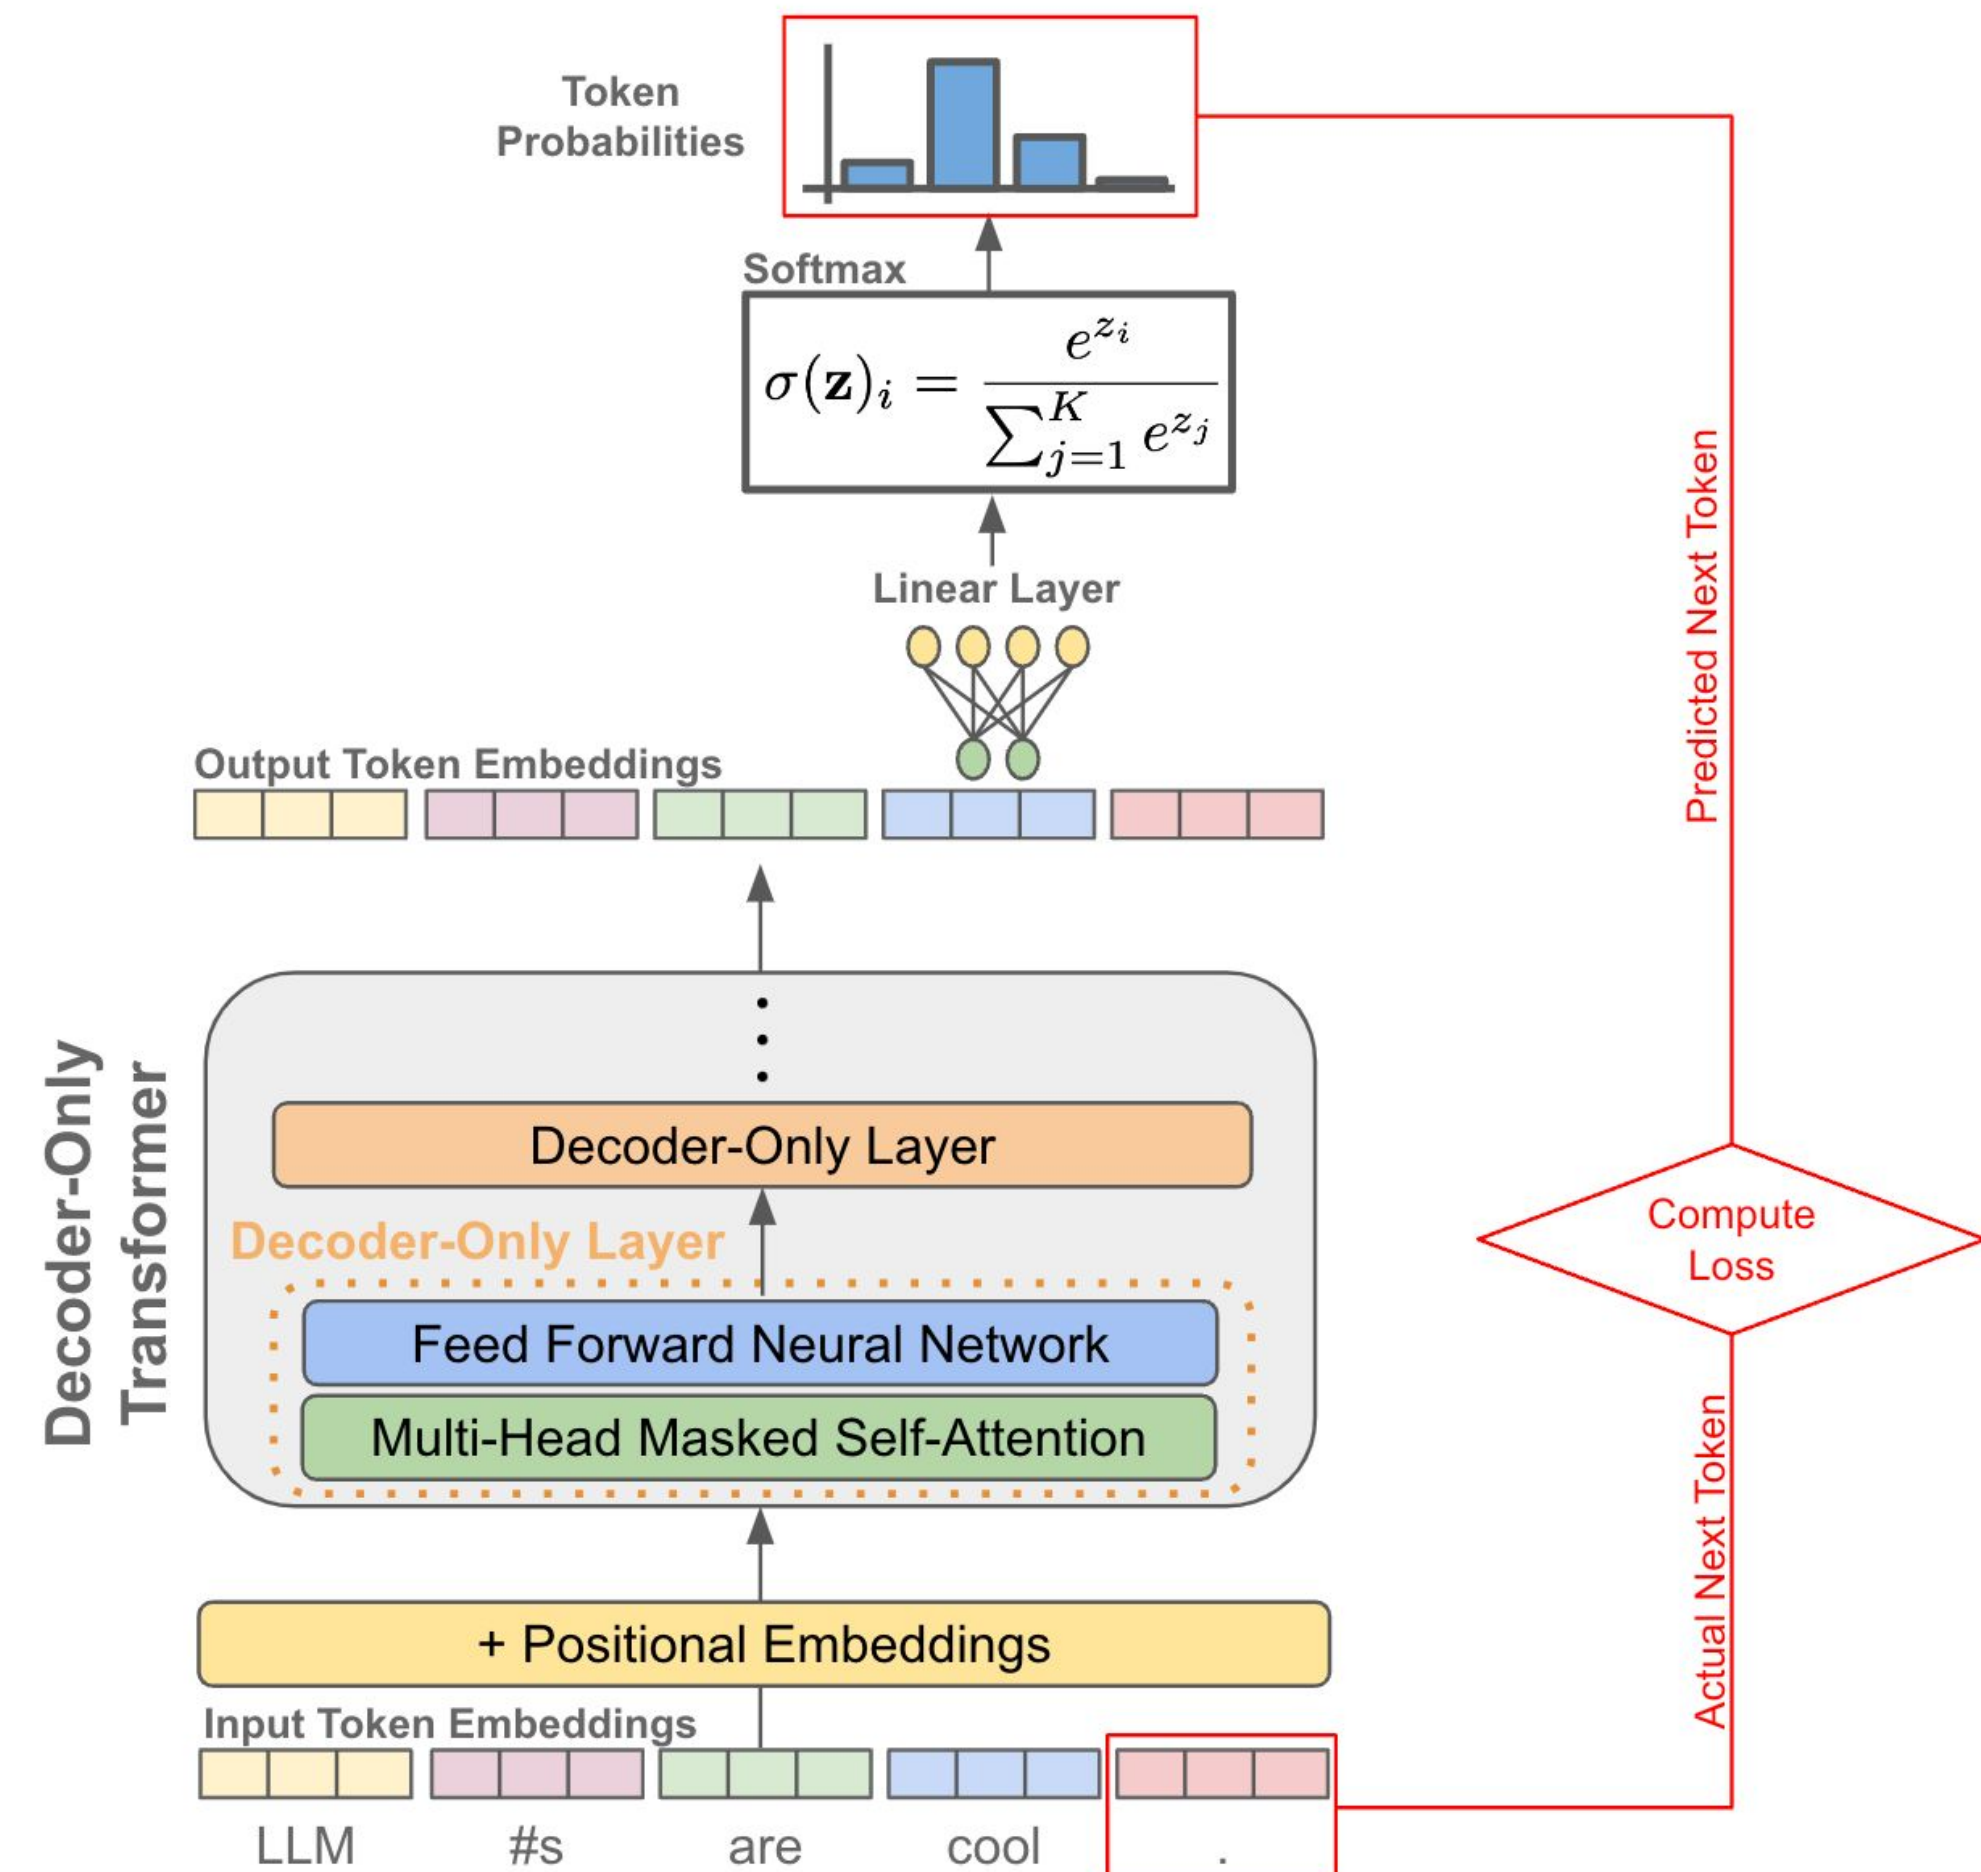 Token
Probabilities
Softmax
σ(𝐳)ᵢ = e^{z_i} / ∑_{j=1}^{K} e^{z_j}
Linear Layer
Output Token Embeddings
Predicted Next Token
Decoder-Only
Transformer
Decoder-Only Layer
Decoder-Only Layer
Feed Forward Neural Network
Multi-Head Masked Self-Attention
Compute
Loss
Actual Next Token
+ Positional Embeddings
Input Token Embeddings
LLM #s are cool .